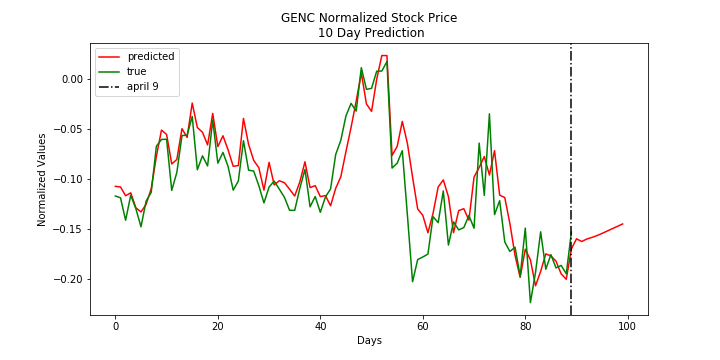 GENC Normalized Stock Price
10 Day Prediction
predicted
true
april 9
0.00
−0.05
−0.10
−0.15
−0.20
Normalized Values
0
20
40
60
80
100
Days